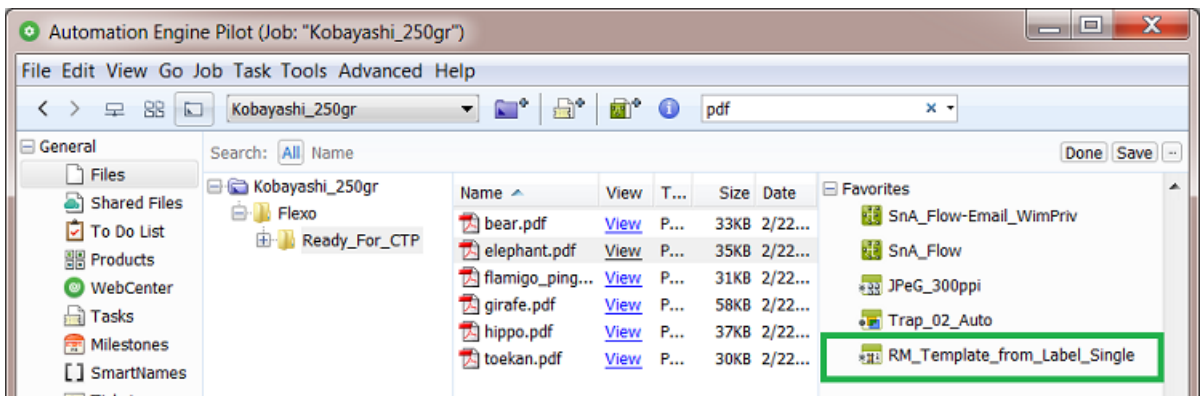 Automation Engine Pilot (Job: "Kobayashi_250gr")
File Edit View Go Job Task Tools Advanced Help
Kobayashi_250gr
pdf
General
Files
Shared Files
To Do List
Products
WebCenter
Tasks
Milestones
SmartNames
Search: All Name
Done Save ...
Kobayashi_250gr
Flexo
Ready_For_CTP
Name View T... Size Date
bear.pdf View P... 33KB 2/22...
elephant.pdf View P... 35KB 2/22...
flamigo_ping... View P... 31KB 2/22...
girafe.pdf View P... 58KB 2/22...
hippo.pdf View P... 37KB 2/22...
toekan.pdf View P... 30KB 2/22...
Favorites
SnA_Flow-Email_WimPriv
SnA_Flow
JPeG_300ppi
Trap_02_Auto
RM_Template_from_Label_Single